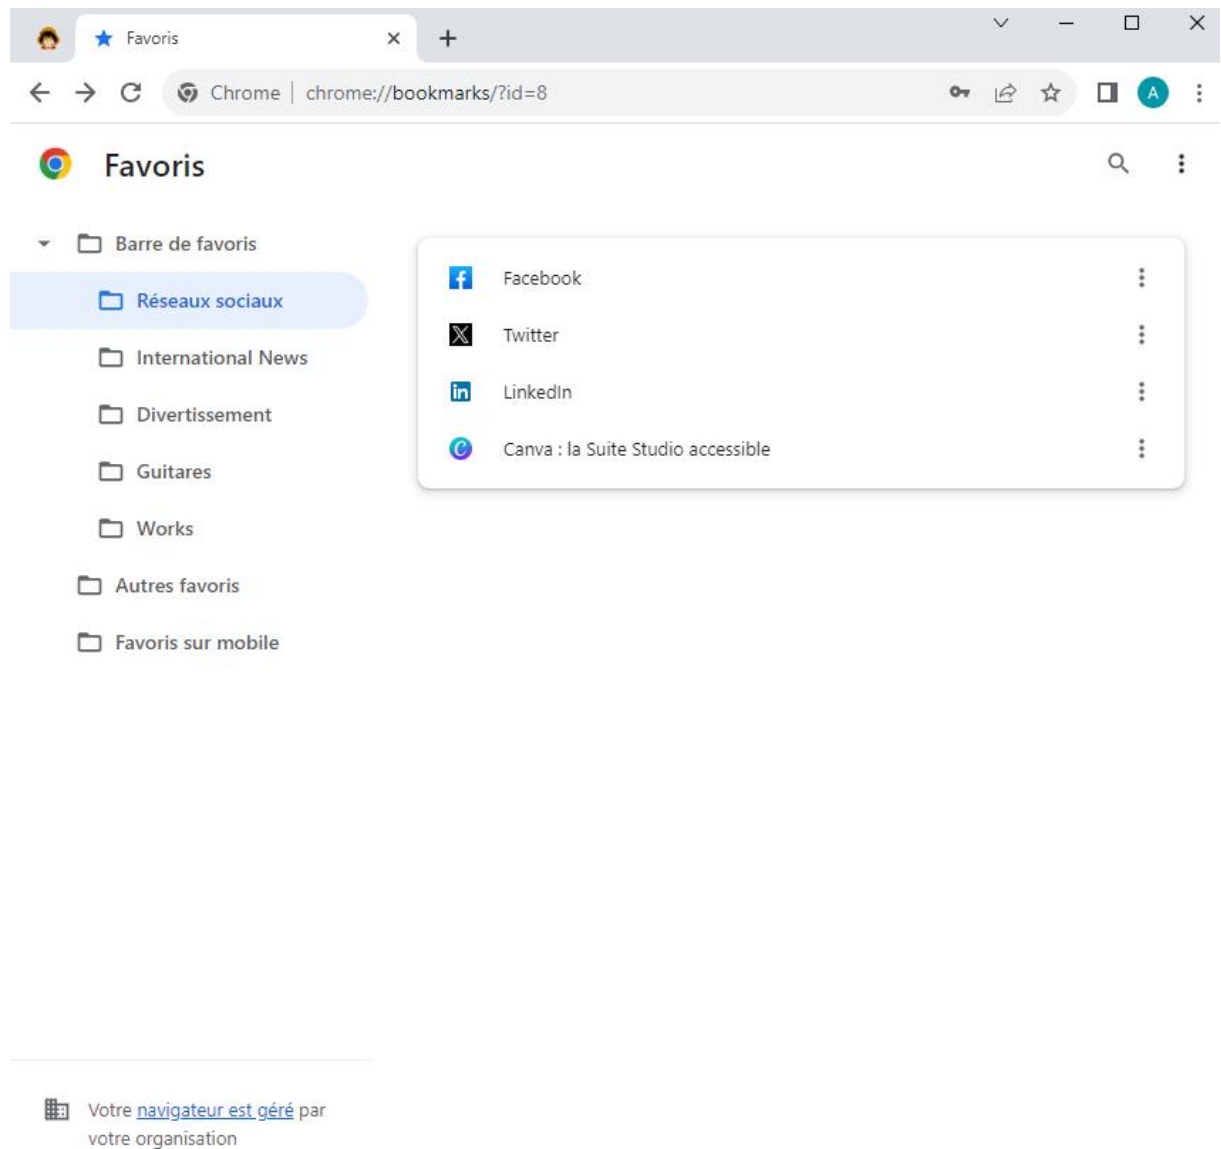 Favoris
Chrome | chrome://bookmarks/?id=8
A
Favoris
Barre de favoris
Réseaux sociaux
International News
Divertissement
Guitares
Works
Autres favoris
Favoris sur mobile
Facebook
Twitter
LinkedIn
Canva : la Suite Studio accessible
Votre navigateur est géré par
votre organisation